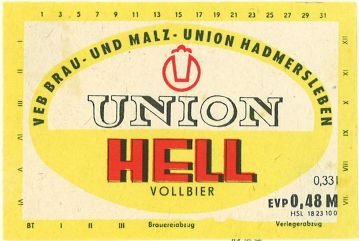 1 3 5 7 9 11 13 15 17 19 21 23 25 27 29 31
VEB BRAU- UND MALZ - UNION HADMERSLEBEN
UNION
HELL
VOLLBIER
0,33 l
EVP 0,48 M
HSL 18 23 100
BT I II III Brauereiabzug Verlegerabzug